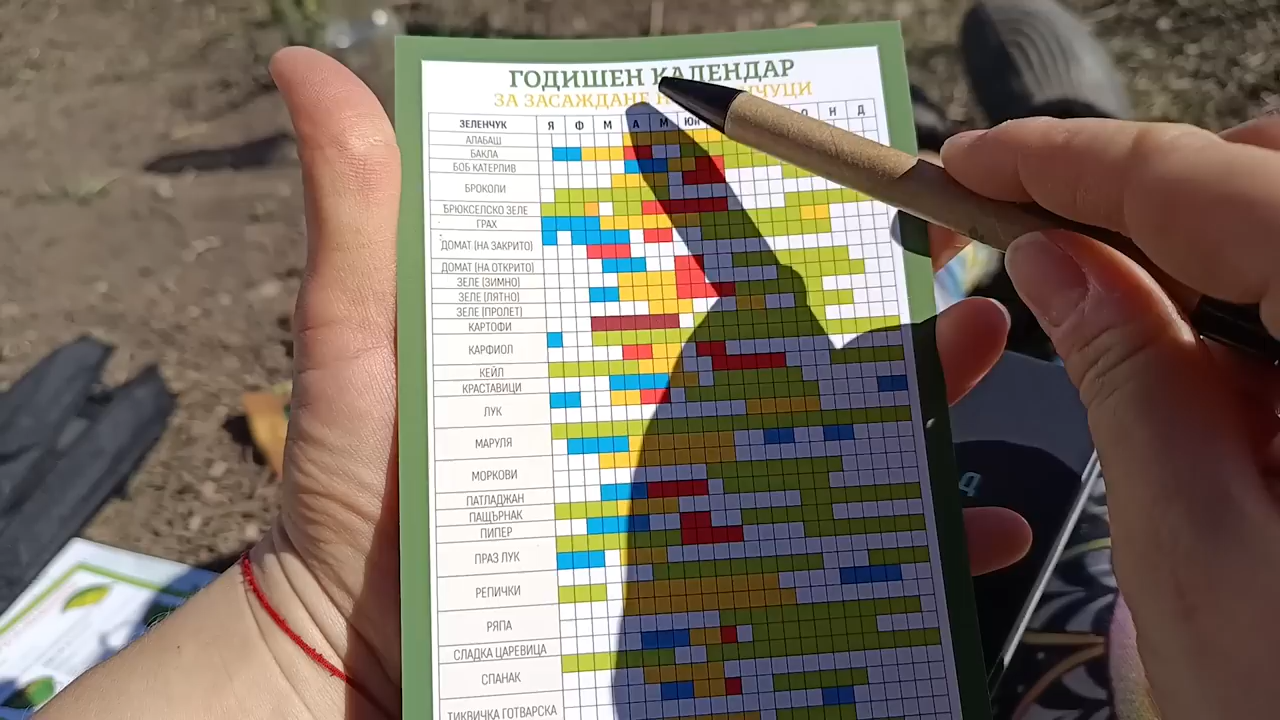 ГОДИШЕН КАЛЕНДАР
ЗА ЗАСАЖДАНЕ
ЗЕЛЕНЧУК Я Ф М А М Юн О Н Д
АЛАБАШ
БАКЛА
БОБ КАТЕРЛИВ
БРОКОЛИ
БРЮКСЕЛСКО ЗЕЛЕ
ГРАХ
ДОМАТ (НА ЗАКРИТО)
ДОМАТ (НА ОТКРИТО)
ЗЕЛЕ (ЗИМНО)
ЗЕЛЕ (ЛЯТНО)
ЗЕЛЕ (ПРОЛЕТ)
КАРТОФИ
КАРФИОЛ
КЕЙЛ
КРАСТАВИЦИ
ЛУК
МАРУЛЯ
МОРКОВИ
ПАТЛАДЖАН
ПАЩЪРНАК
ПИПЕР
ПРАЗ ЛУК
РЕПИЧКИ
РЯПА
СЛАДКА ЦАРЕВИЦА
СПАНАК
ТИКВИЧКА ГОТВАРСКА